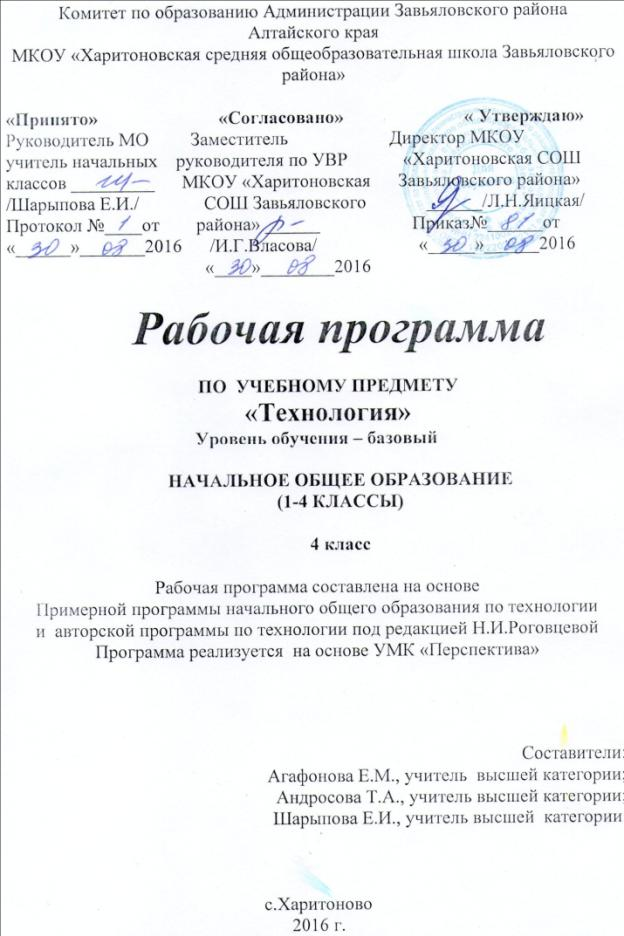 Комитет по образованию Администрации Завьяловского района
Алтайского края
МКОУ «Харитоновская средняя общеобразовательная школа Завьяловского
района»
«Принято» «Согласовано» « Утверждаю»
Руководитель МО Заместитель Директор МКОУ
учитель начальных руководителя по УВР «Харитоновская СОШ
классов МКОУ «Харитоновская Завьяловского района»
/Шарыпова Е.И./ СОШ Завьяловского /Л.Н.Яицкая/
Протокол № 1 от района» Приказ№ 81 от
« 30 » 08 2016 /И.Г.Власова/ « 30 » 08 2016
« 30 » 08 2016
Рабочая программа
ПО УЧЕБНОМУ ПРЕДМЕТУ
«Технология»
Уровень обучения – базовый
НАЧАЛЬНОЕ ОБЩЕЕ ОБРАЗОВАНИЕ
(1-4 КЛАССЫ)
4 класс
Рабочая программа составлена на основе
Примерной программы начального общего образования по технологии
и авторской программы по технологии под редакцией Н.И.Роговцевой
Программа реализуется на основе УМК «Перспектива»
Составители:
Агафонова Е.М., учитель высшей категории;
Андросова Т.А., учитель высшей категории;
Шарыпова Е.И., учитель высшей категории
с.Харитоново
2016 г.